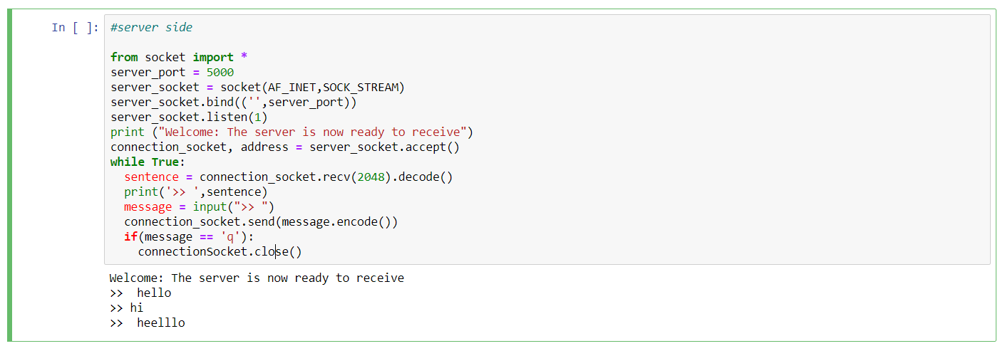 In [ ]: #server side
from socket import *
server_port = 5000
server_socket = socket(AF_INET,SOCK_STREAM)
server_socket.bind(('',server_port))
server_socket.listen(1)
print ("Welcome: The server is now ready to receive")
connection_socket, address = server_socket.accept()
while True:
  sentence = connection_socket.recv(2048).decode()
  print('>> ',sentence)
  message = input(">> ")
  connection_socket.send(message.encode())
  if(message == 'q'):
    connectionSocket.close()
Welcome: The server is now ready to receive
>>  hello
>> hi
>>  heelllo